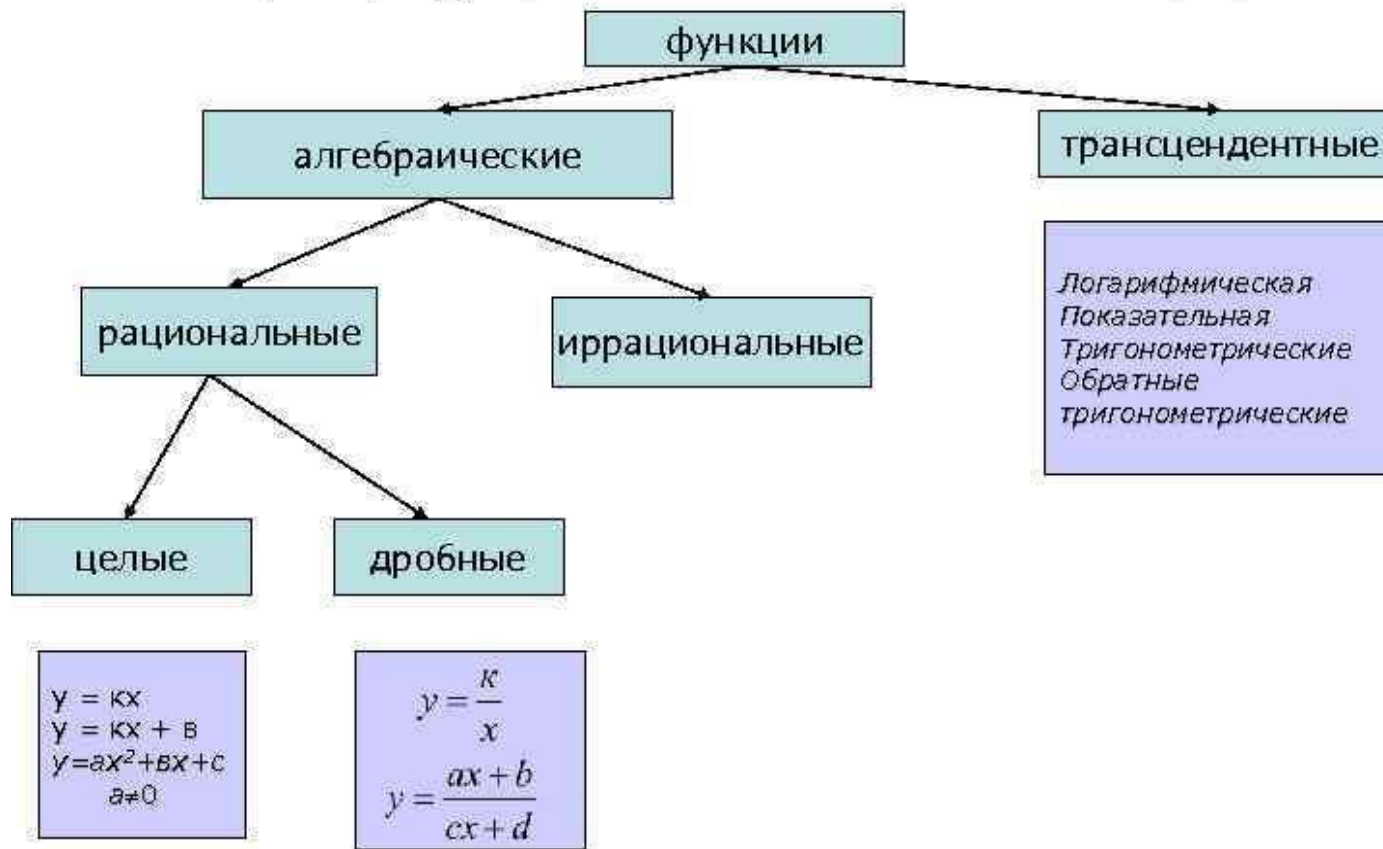 функции
алгебраические
трансцендентные
рациональные
иррациональные
Логарифмическая
Показательная
Тригонометрические
Обратные
тригонометрические
целые
дробные
у = кх
у = кх + в
у=ах²+вх+с
а≠0
y = к/x
y = (ax + b)/(cx + d)